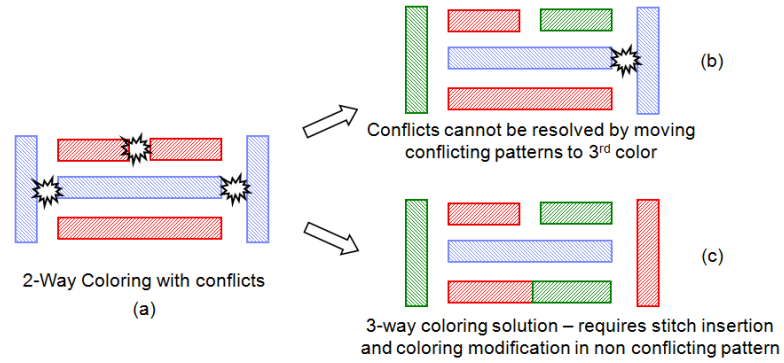 (b)
Conflicts cannot be resolved by moving
conflicting patterns to 3rd color
2-Way Coloring with conflicts
(a)
(c)
3-way coloring solution – requires stitch insertion
and coloring modification in non conflicting pattern